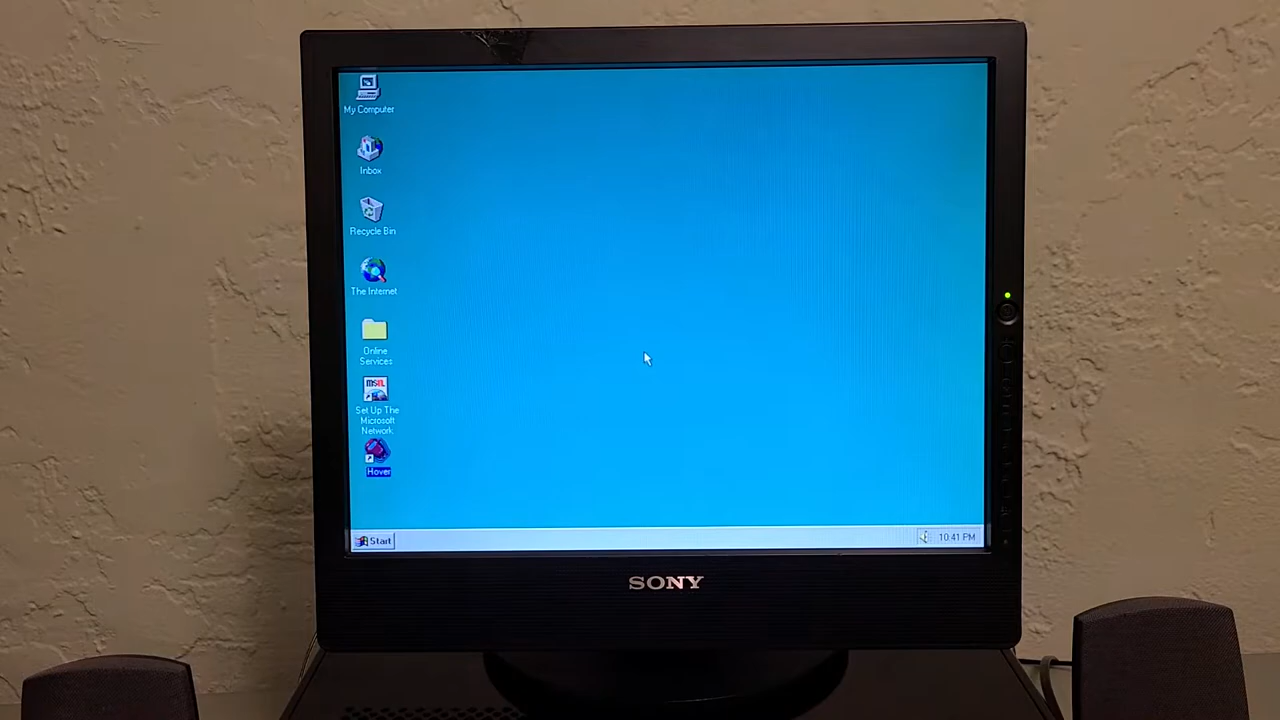 My Computer
Inbox
Recycle Bin
The Internet
Online
Services
msn
Set Up The
Microsoft
Network
Hover
Start
10:41 PM
SONY